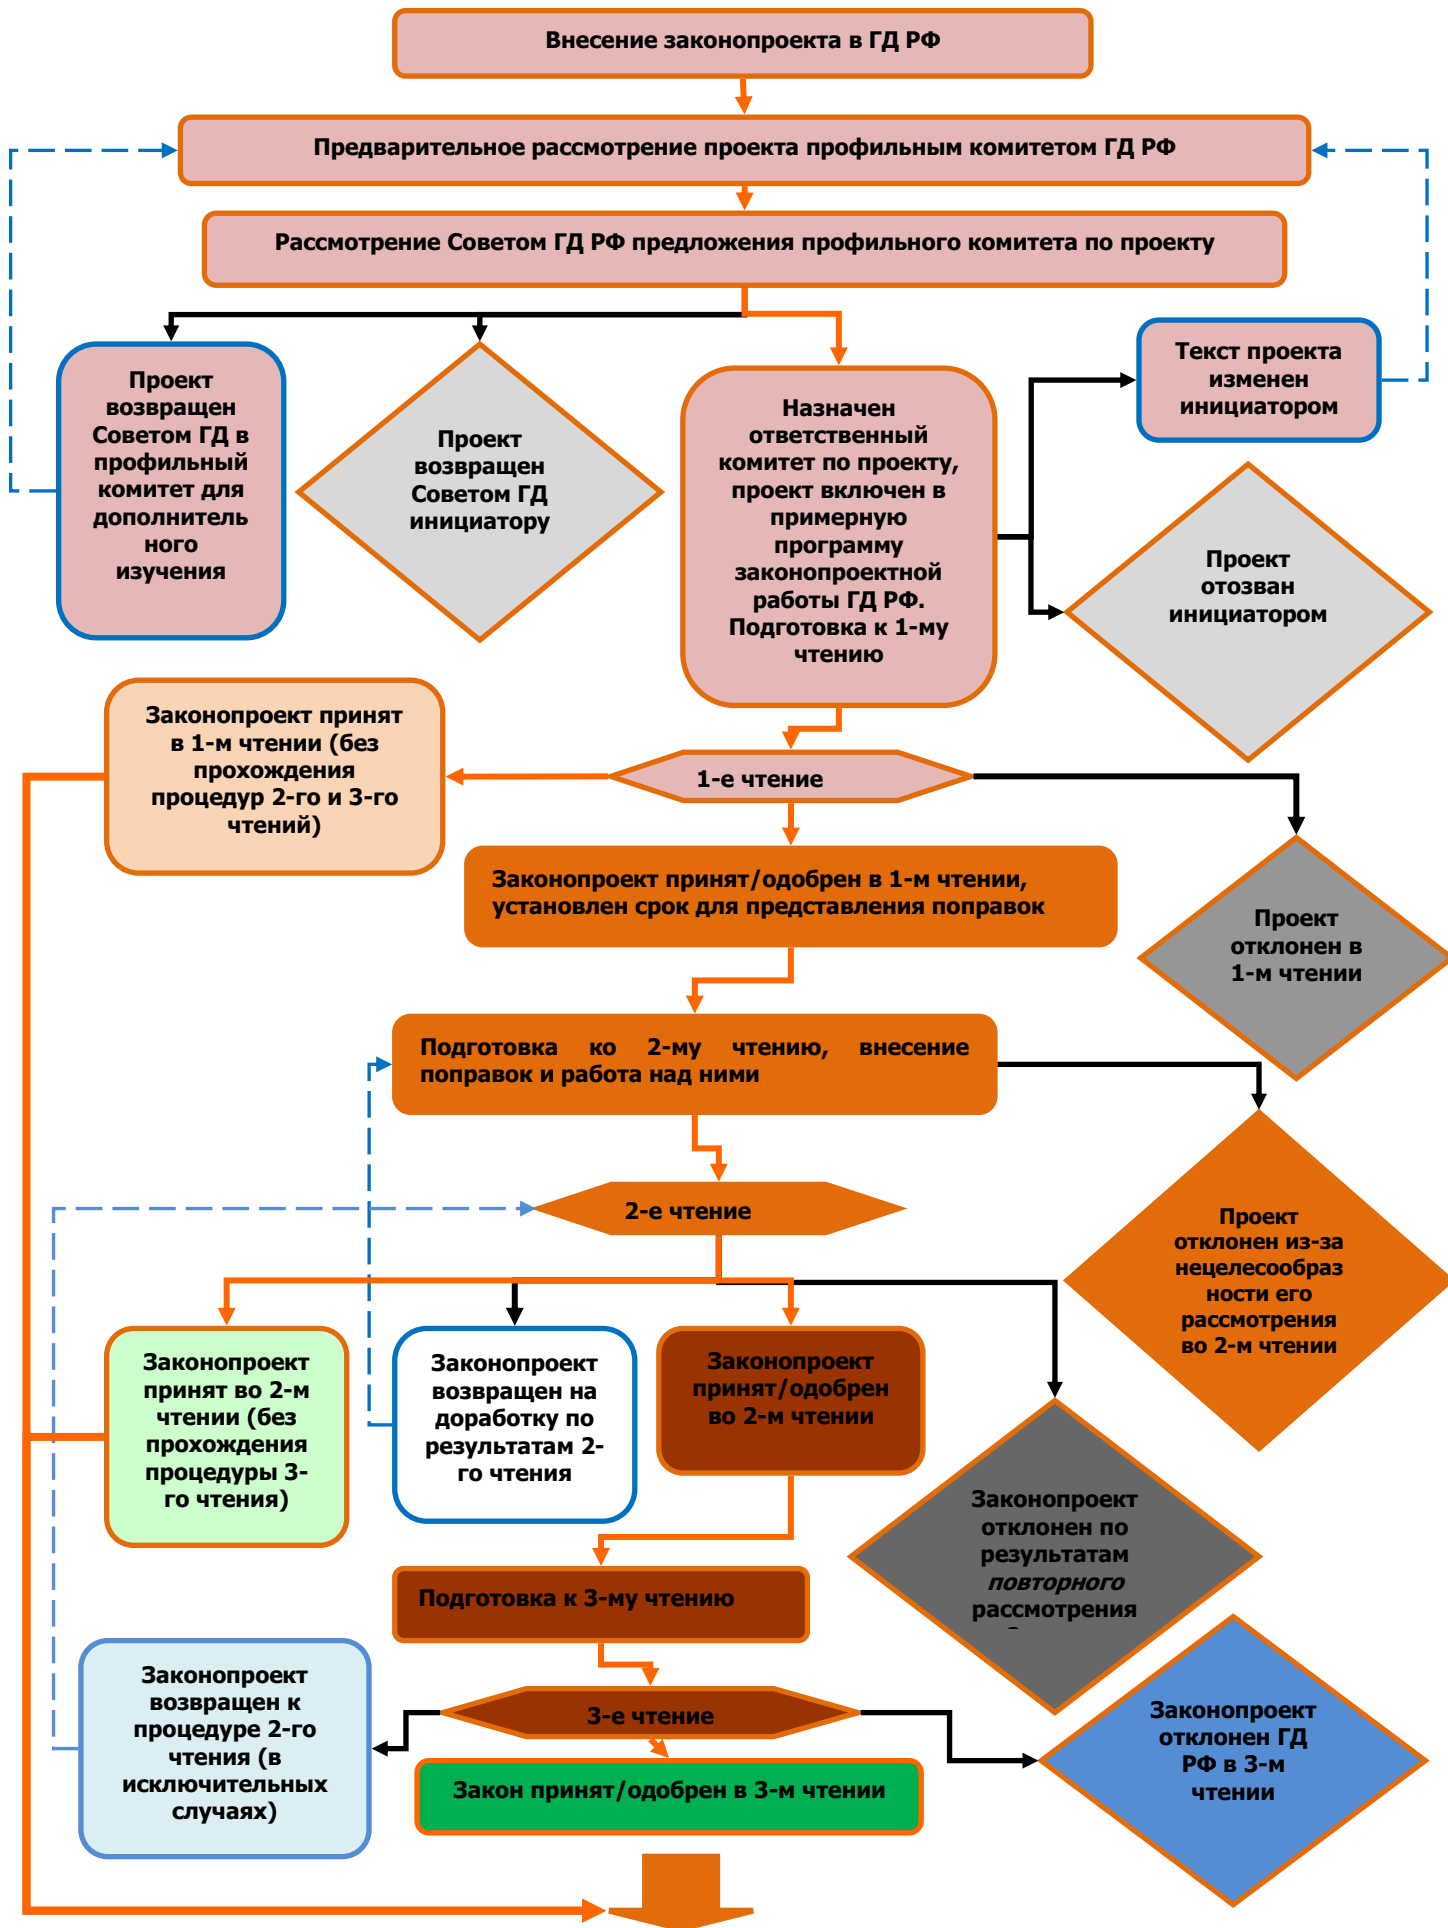 Внесение законопроекта в ГД РФ
Предварительное рассмотрение проекта профильным комитетом ГД РФ
Рассмотрение Советом ГД РФ предложения профильного комитета по проекту
Проект
возвращен
Советом ГД в
профильный
комитет для
дополнитель
ного
изучения
Проект
возвращен
Советом ГД
инициатору
Назначен
ответственный
комитет по проекту,
проект включен в
примерную
программу
законопроектной
работы ГД РФ.
Подготовка к 1-му
чтению
Текст проекта
изменен
инициатором
Проект
отозван
инициатором
Законопроект принят
в 1-м чтении (без
прохождения
процедур 2-го и 3-го
чтений)
1-е чтение
Законопроект принят/одобрен в 1-м чтении,
установлен срок для представления поправок
Проект
отклонен в
1-м чтении
Подготовка ко 2-му чтению, внесение
поправок и работа над ними
2-е чтение
Проект
отклонен из-за
нецелесообраз
ности его
рассмотрения
во 2-м чтении
Законопроект
принят во 2-м
чтении (без
прохождения
процедуры 3-
го чтения)
Законопроект
возвращен на
доработку по
результатам 2-
го чтения
Законопроект
принят/одобрен
во 2-м чтении
Законопроект
отклонен по
результатам
повторного
рассмотрения
Подготовка к 3-му чтению
Законопроект
возвращен к
процедуре 2-го
чтения (в
исключительных
случаях)
3-е чтение
Закон принят/одобрен в 3-м чтении
Законопроект
отклонен ГД
РФ в 3-м
чтении